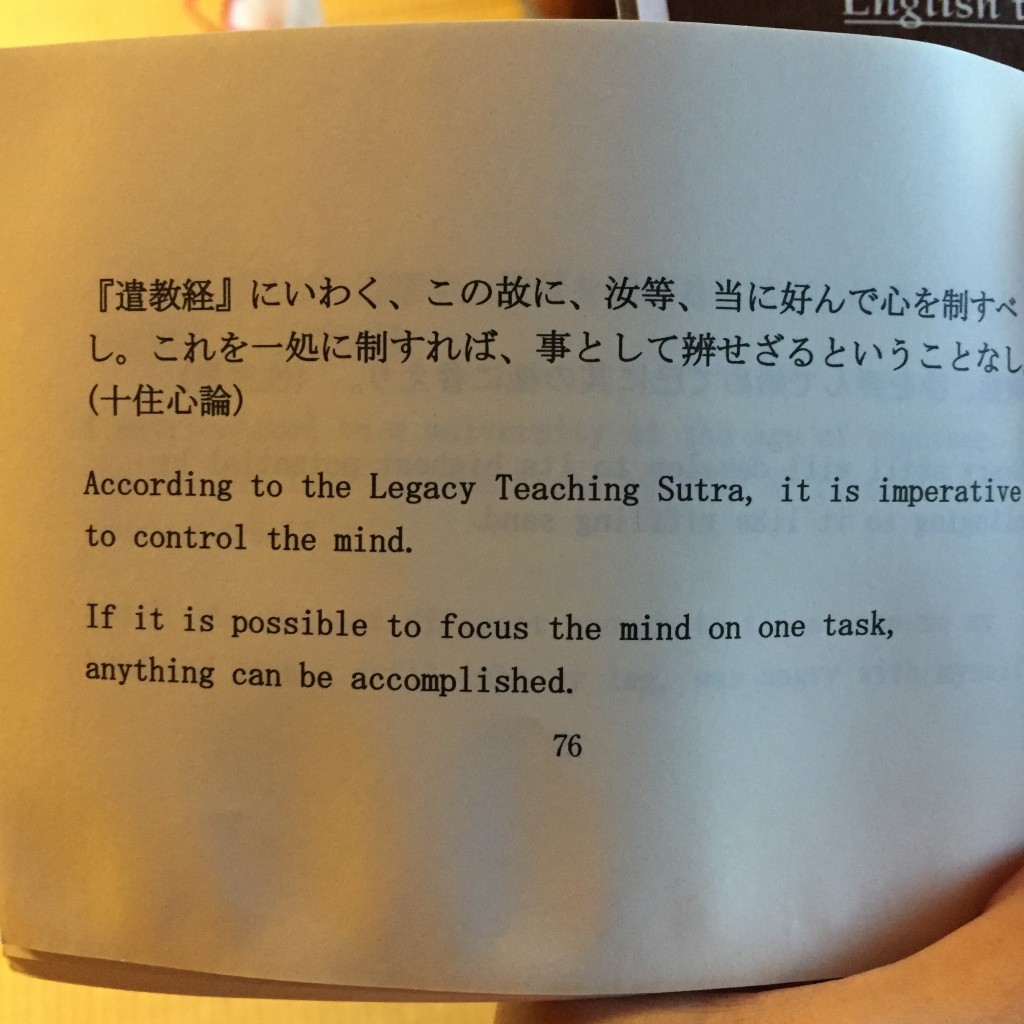 English
『遺教経』にいわく、この故に、汝等、当に好んで心を制すべ
し。これを一処に制すれば、事として辨せざるということなし
(十住心論)
According to the Legacy Teaching Sutra, it is imperative
to control the mind.
If it is possible to focus the mind on one task,
anything can be accomplished.
76